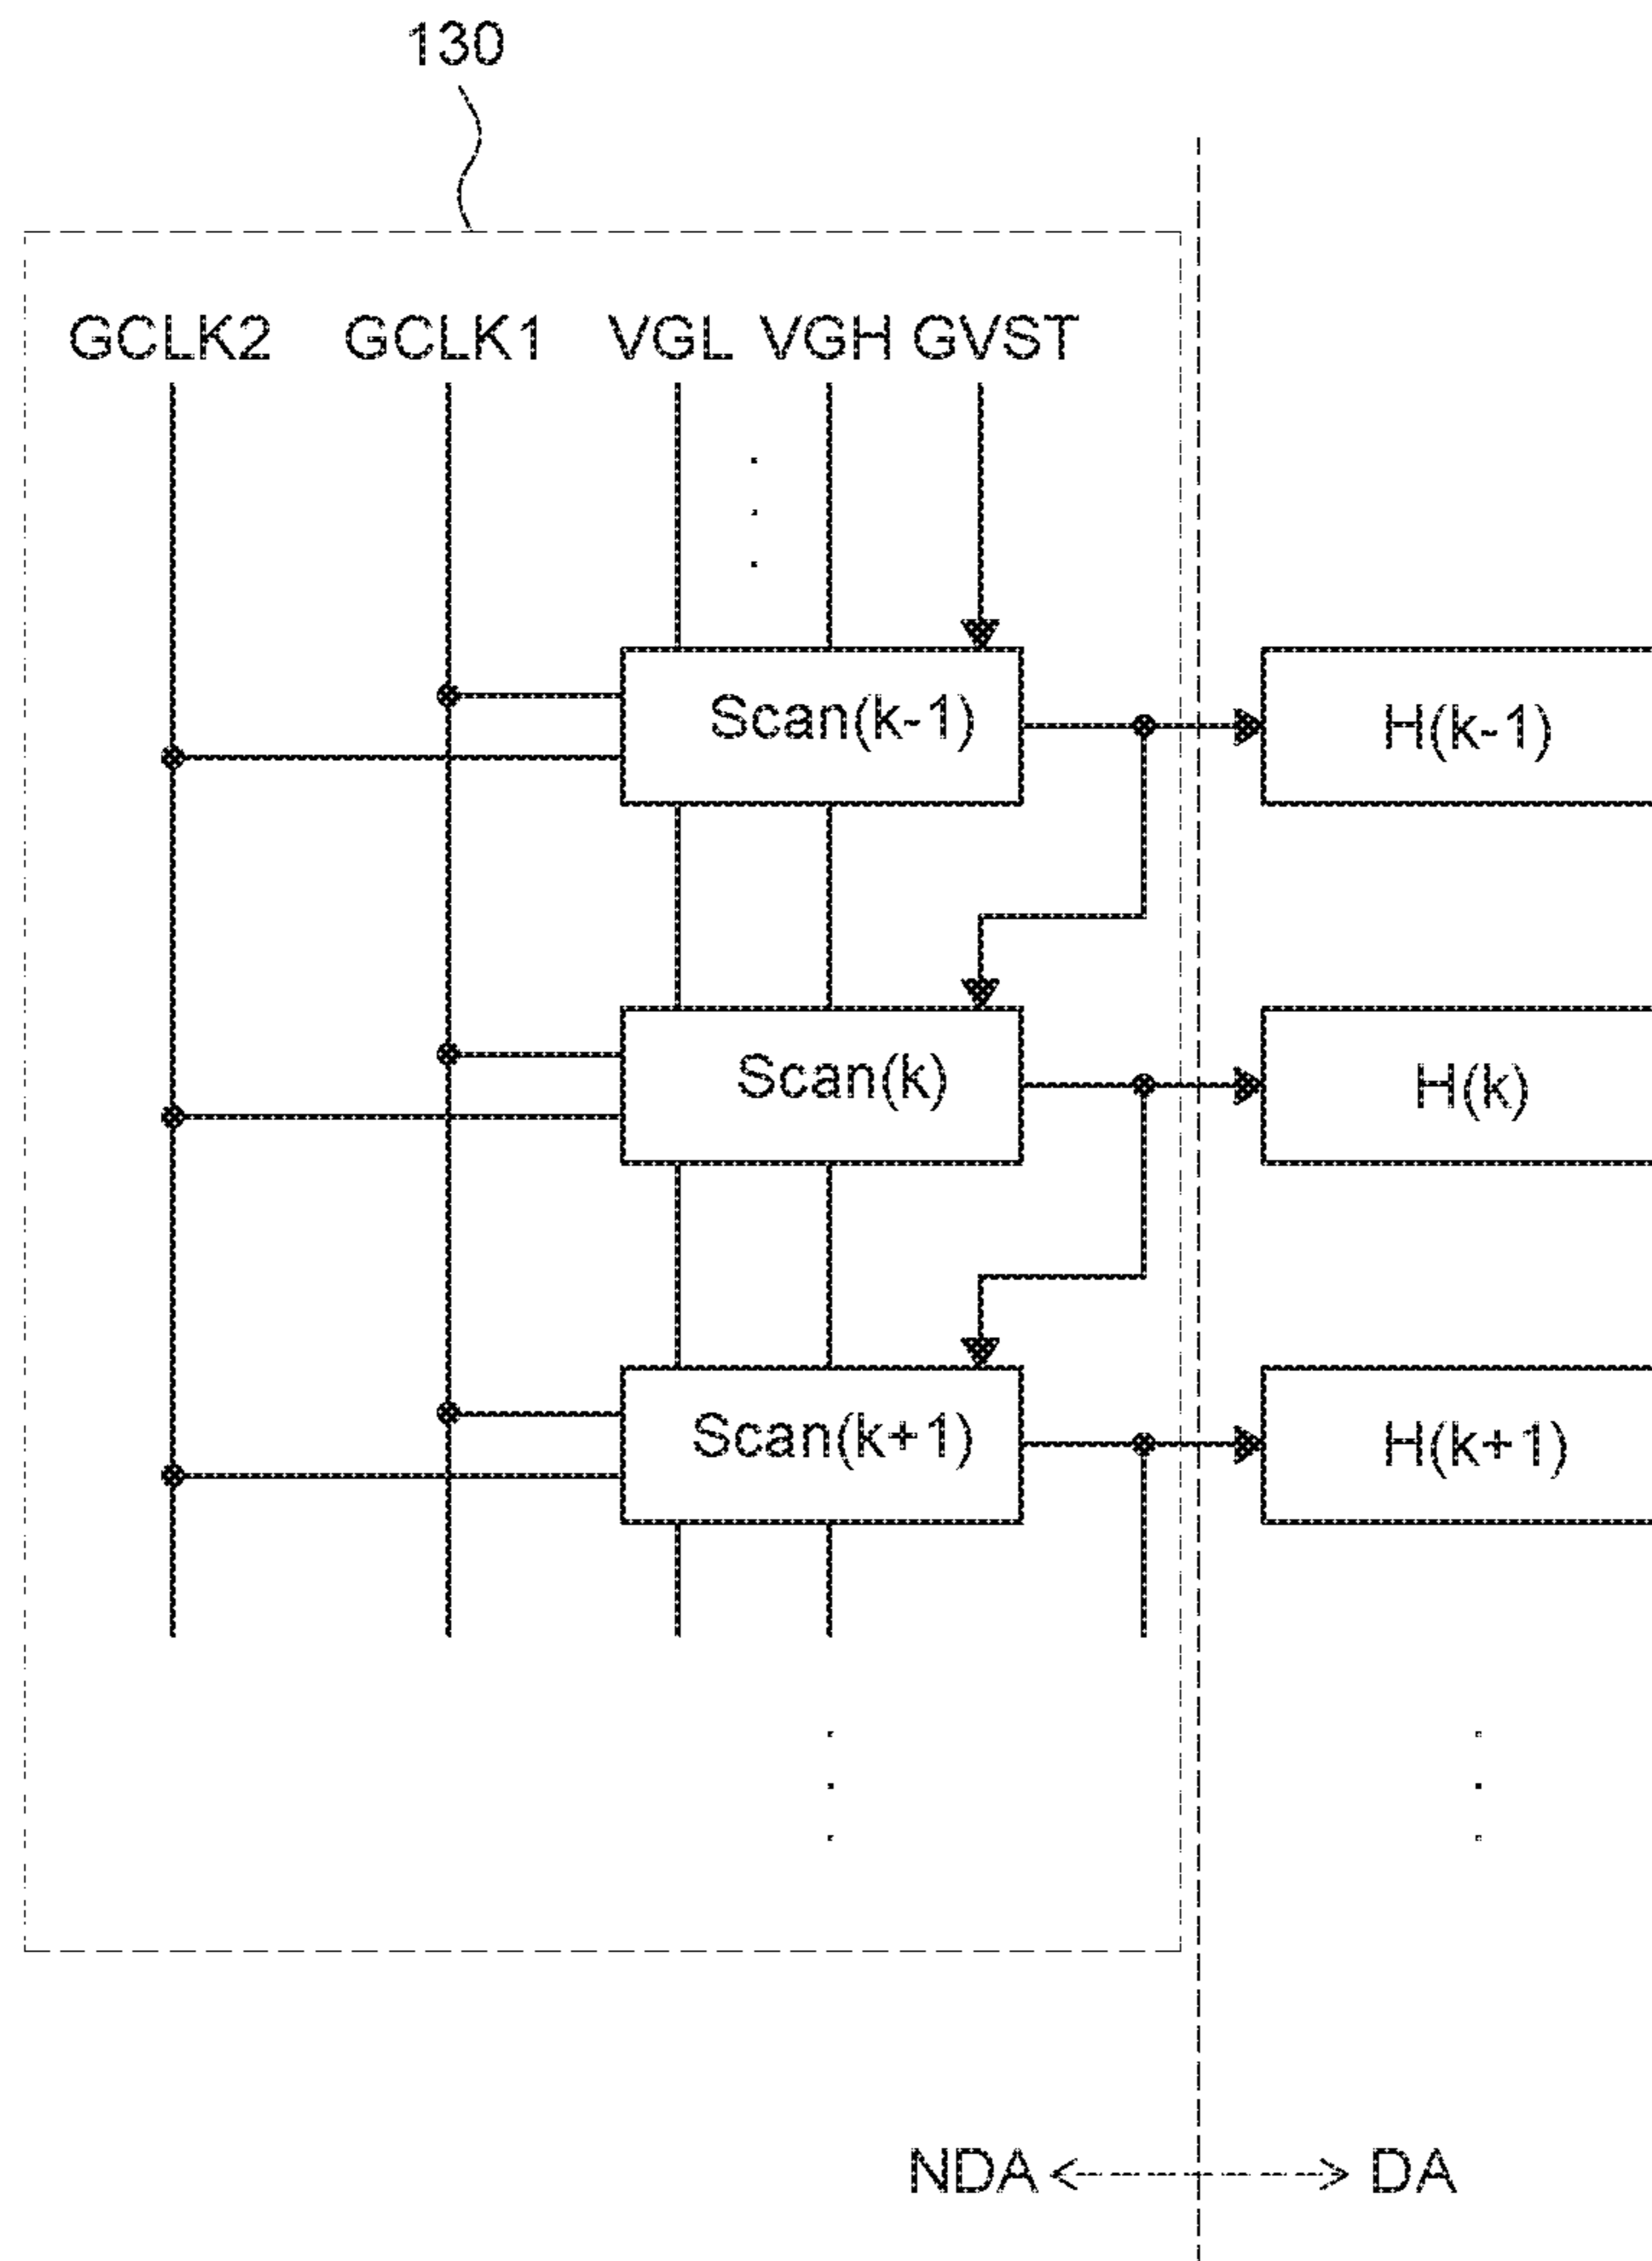 130
GCLK2 GCLK1 VGL VGH GVST
Scan(k-1) H(k-1)
Scan(k) H(k)
Scan(k+1) H(k+1)
NDA DA